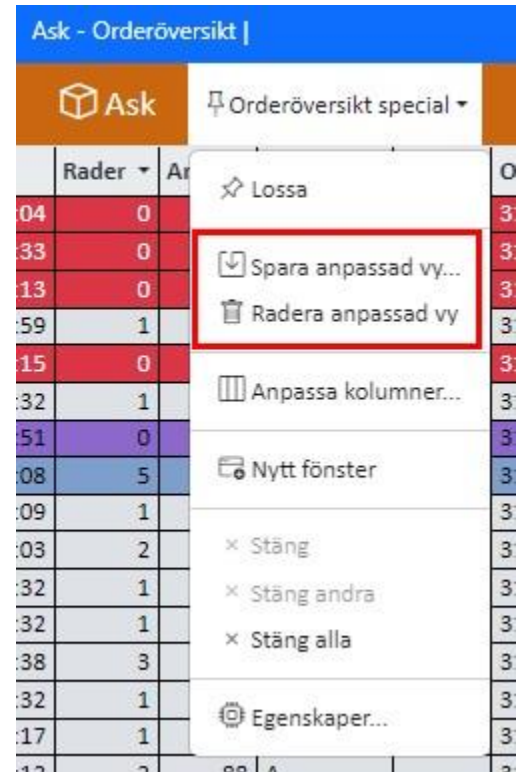 Ask - Orderöversikt |
Ask Orderöversikt special
Rader
Lossa
Spara anpassad vy...
Radera anpassad vy
Anpassa kolumner...
Nytt fönster
× Stäng
× Stäng andra
× Stäng alla
Egenskaper...
:04 0
:33 0
:13 0
:59 1
:15 0
:32 1
:51 0
:08 5
:09 1
:03 2
:32 1
:32 1
:38 3
:32 1
:17 1